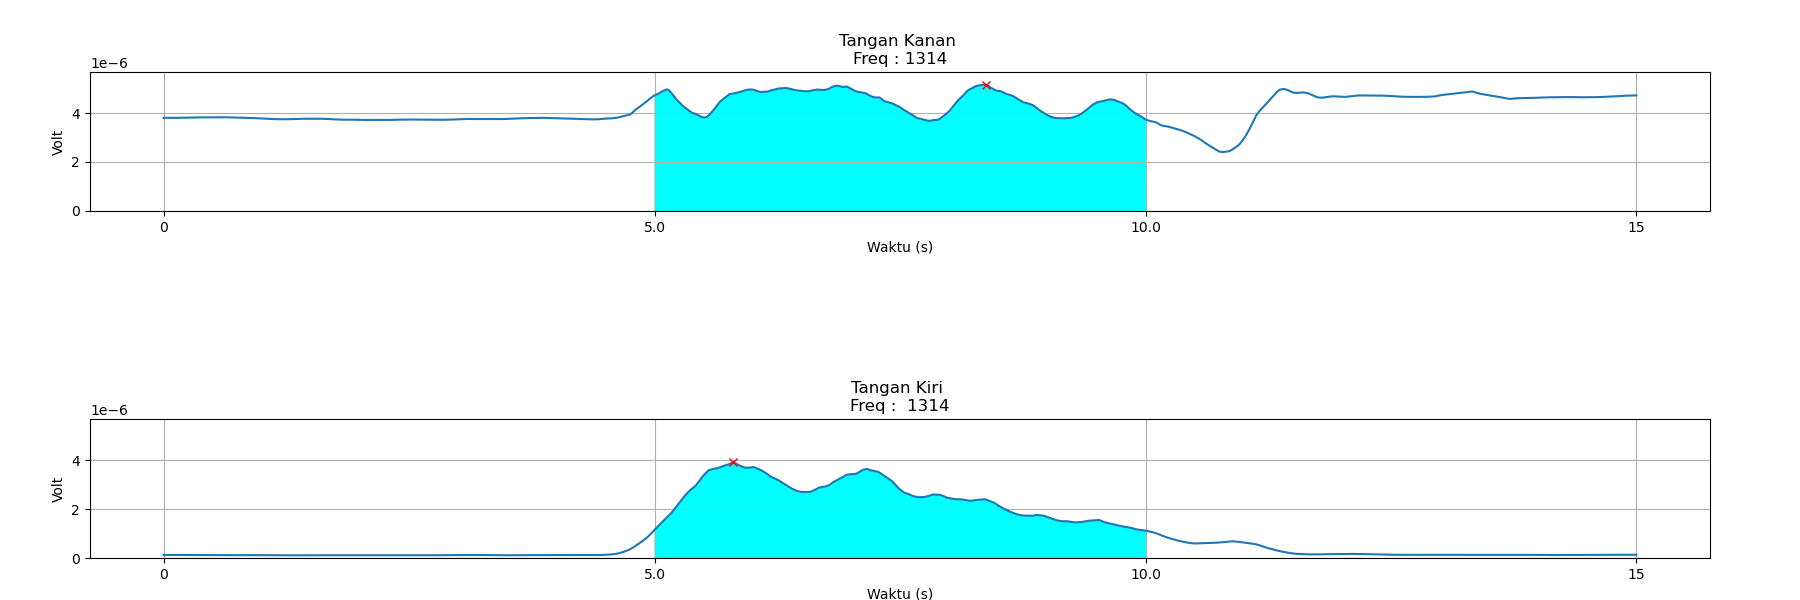 Tangan Kanan
Freq : 1314
1e−6
4
2
0
Volt
0 5.0 10.0 15
Waktu (s)
Tangan Kiri
Freq :  1314
1e−6
4
2
0
Volt
0 5.0 10.0 15
Waktu (s)